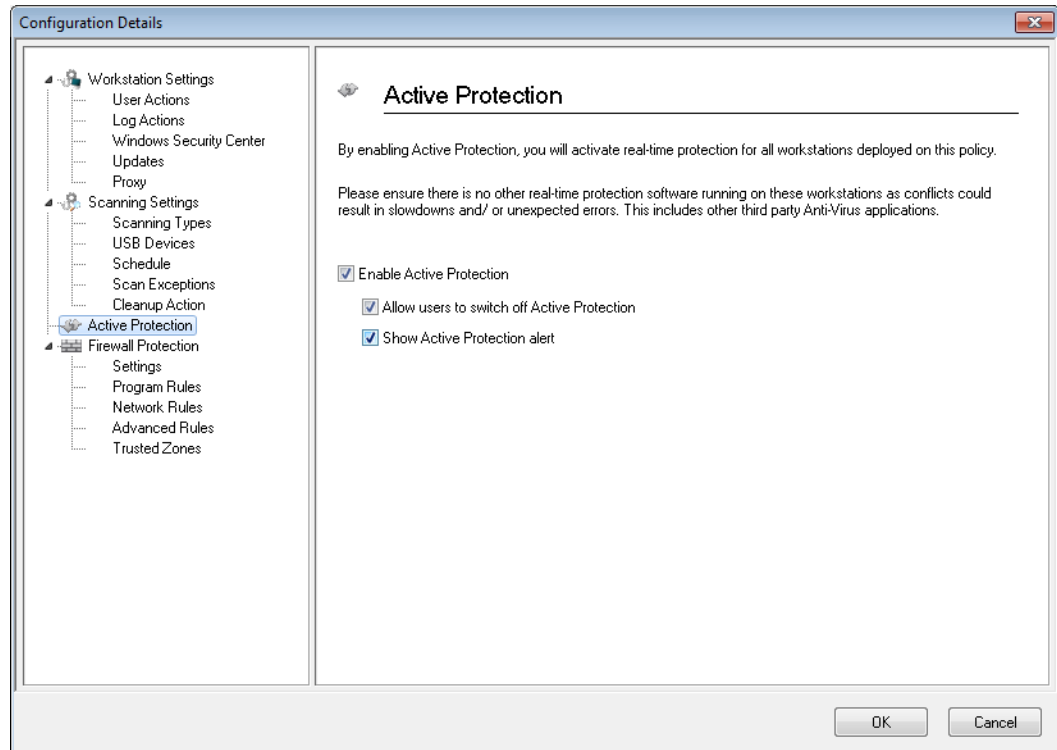 Configuration Details
Workstation Settings
User Actions
Log Actions
Windows Security Center
Updates
Proxy
Scanning Settings
Scanning Types
USB Devices
Schedule
Scan Exceptions
Cleanup Action
Active Protection
Firewall Protection
Settings
Program Rules
Network Rules
Advanced Rules
Trusted Zones
Active Protection
By enabling Active Protection, you will activate real-time protection for all workstations deployed on this policy.
Please ensure there is no other real-time protection software running on these workstations as conflicts could
result in slowdowns and/ or unexpected errors. This includes other third party Anti-Virus applications.
Enable Active Protection
Allow users to switch off Active Protection
Show Active Protection alert
OK
Cancel